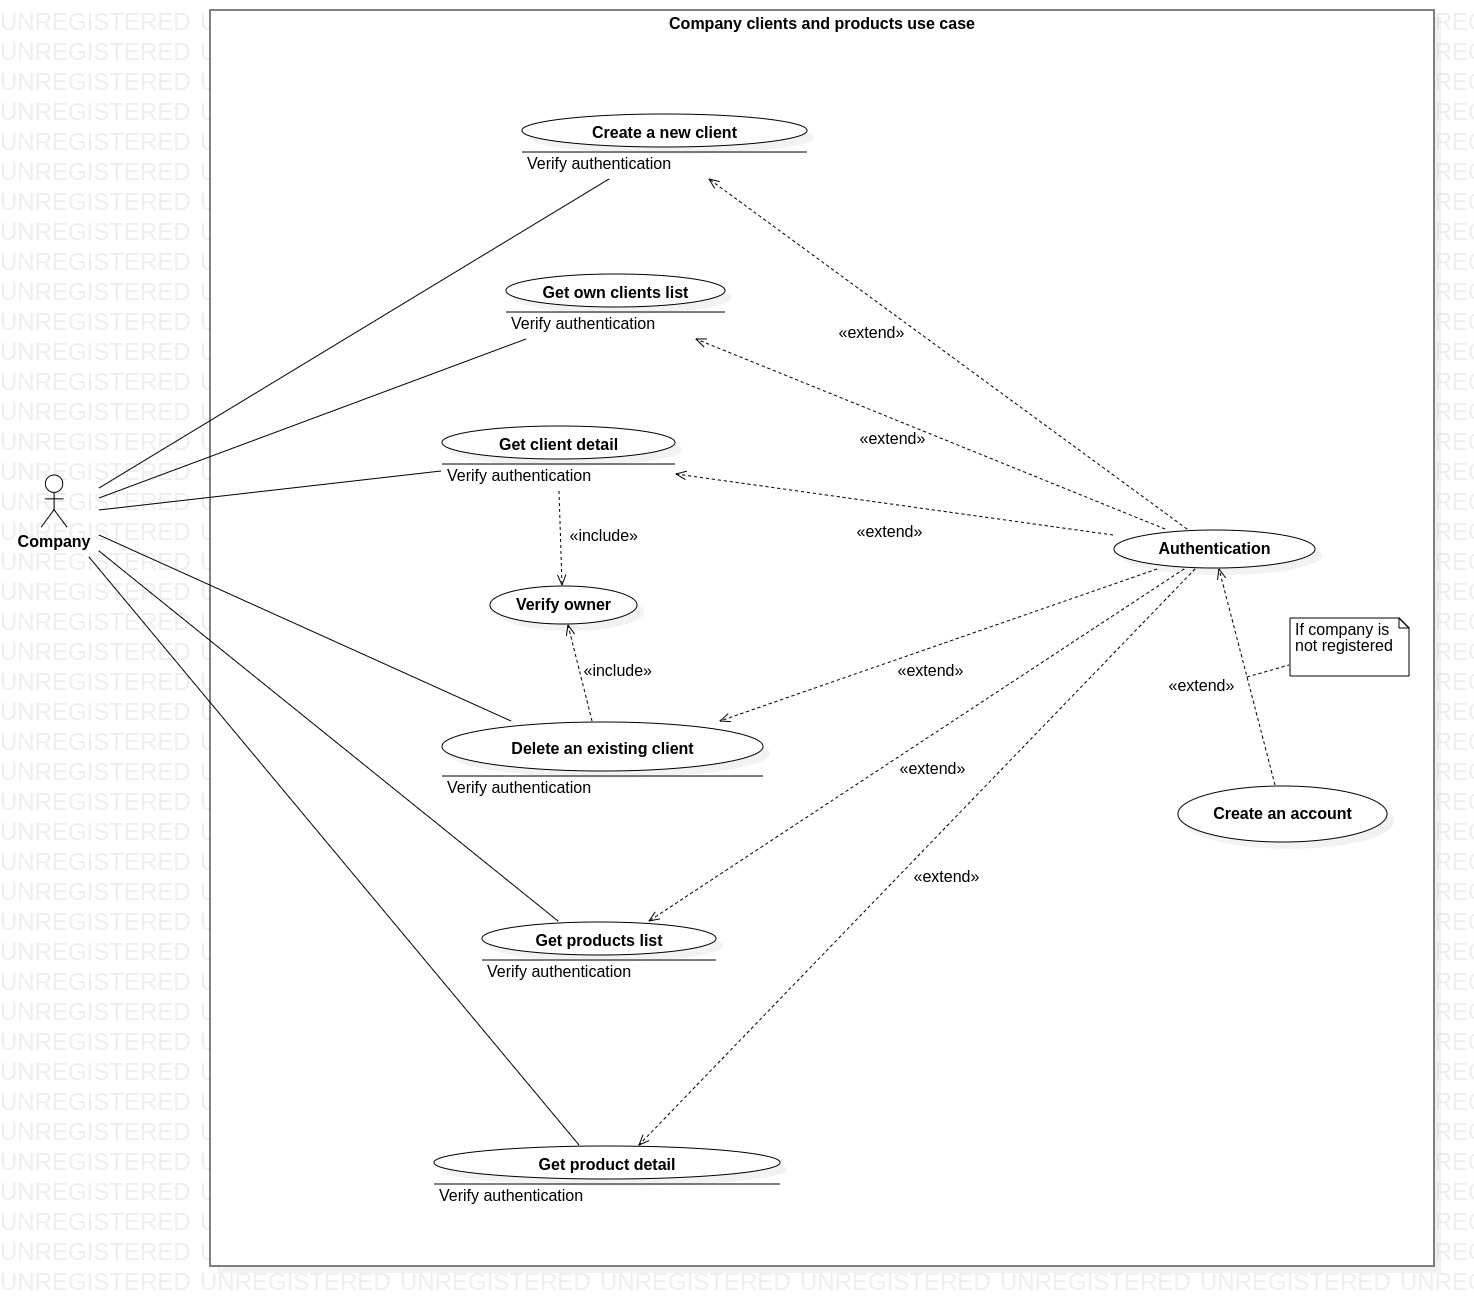 Company clients and products use case
Create a new client
Verify authentication
Get own clients list
Verify authentication
«extend»
«extend»
Get client detail
Verify authentication
«include»
«extend»
Company
Authentication
Verify owner
If company is
not registered
«include»
«extend»
«extend»
Delete an existing client
Verify authentication
«extend»
Create an account
«extend»
Get products list
Verify authentication
Get product detail
Verify authentication
UNREGISTERED UNREGISTERED UNREGISTERED UNREGISTERED UNREGISTERED UNREGISTERED UNREGISTERED